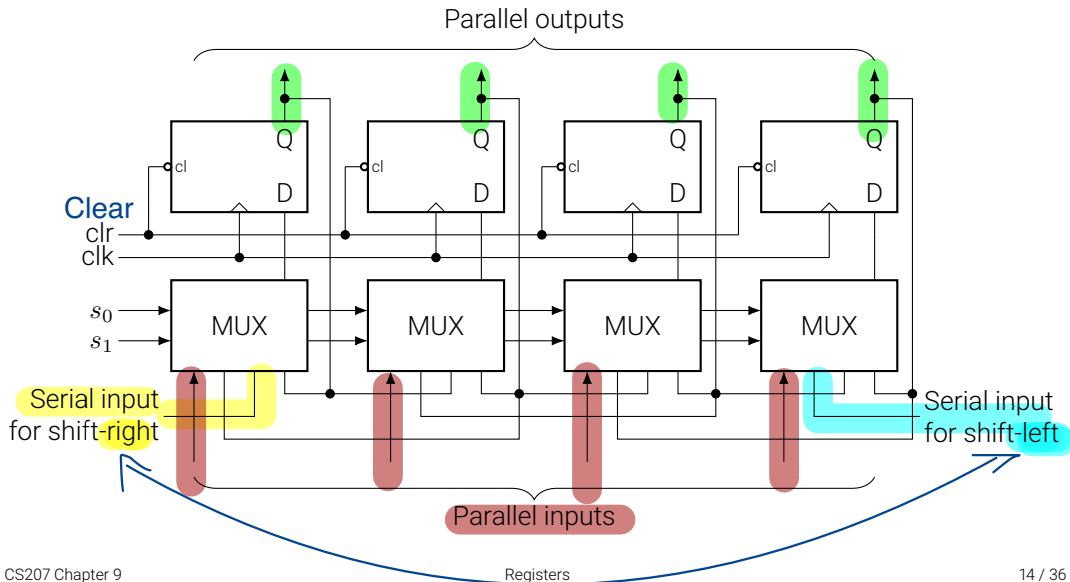 Parallel outputs
Q Q Q Q
cl cl cl cl
D D D D
Clear
clr
clk
s₀
s₁
MUX MUX MUX MUX
Serial input
for shift-right
Serial input
for shift-left
Parallel inputs
CS207 Chapter 9 Registers 14 / 36